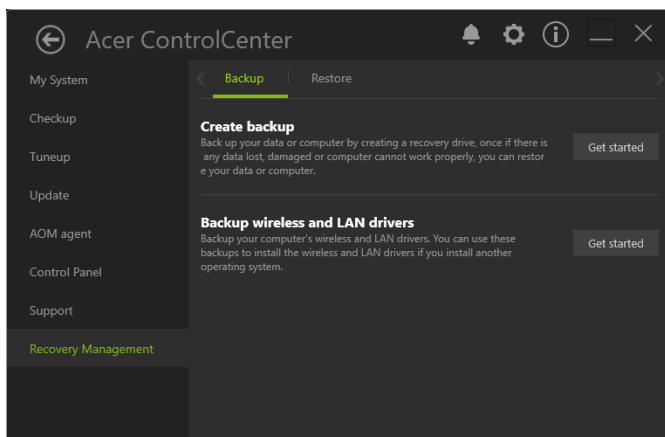 Acer ControlCenter
My System
Checkup
Tuneup
Update
AOM agent
Control Panel
Support
Recovery Management
Backup
Restore
Create backup
Back up your data or computer by creating a recovery drive, once if there is
any data lost, damaged or computer cannot work properly, you can restor
e your data or computer.
Get started
Backup wireless and LAN drivers
Backup your computer's wireless and LAN drivers. You can use these
backups to install the wireless and LAN drivers if you install another
operating system.
Get started